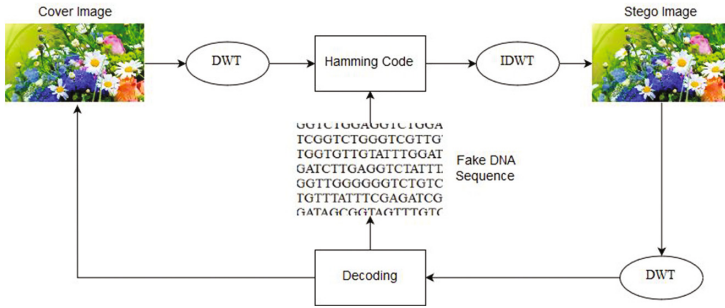 Cover Image
Stego Image
DWT
Hamming Code
IDWT
GGTCTGGAGGTCTGGA
TCGGTCTGGGTCGTTG
TGGTGTTGTATTTGGAT
GATCTTGAGGTCTATTT
GGTTGGGGGGTCTGTC
TGTTTATTTCGAGATCG
GATAGCGGTAGTTTGTC
Fake DNA
Sequence
Decoding
DWT